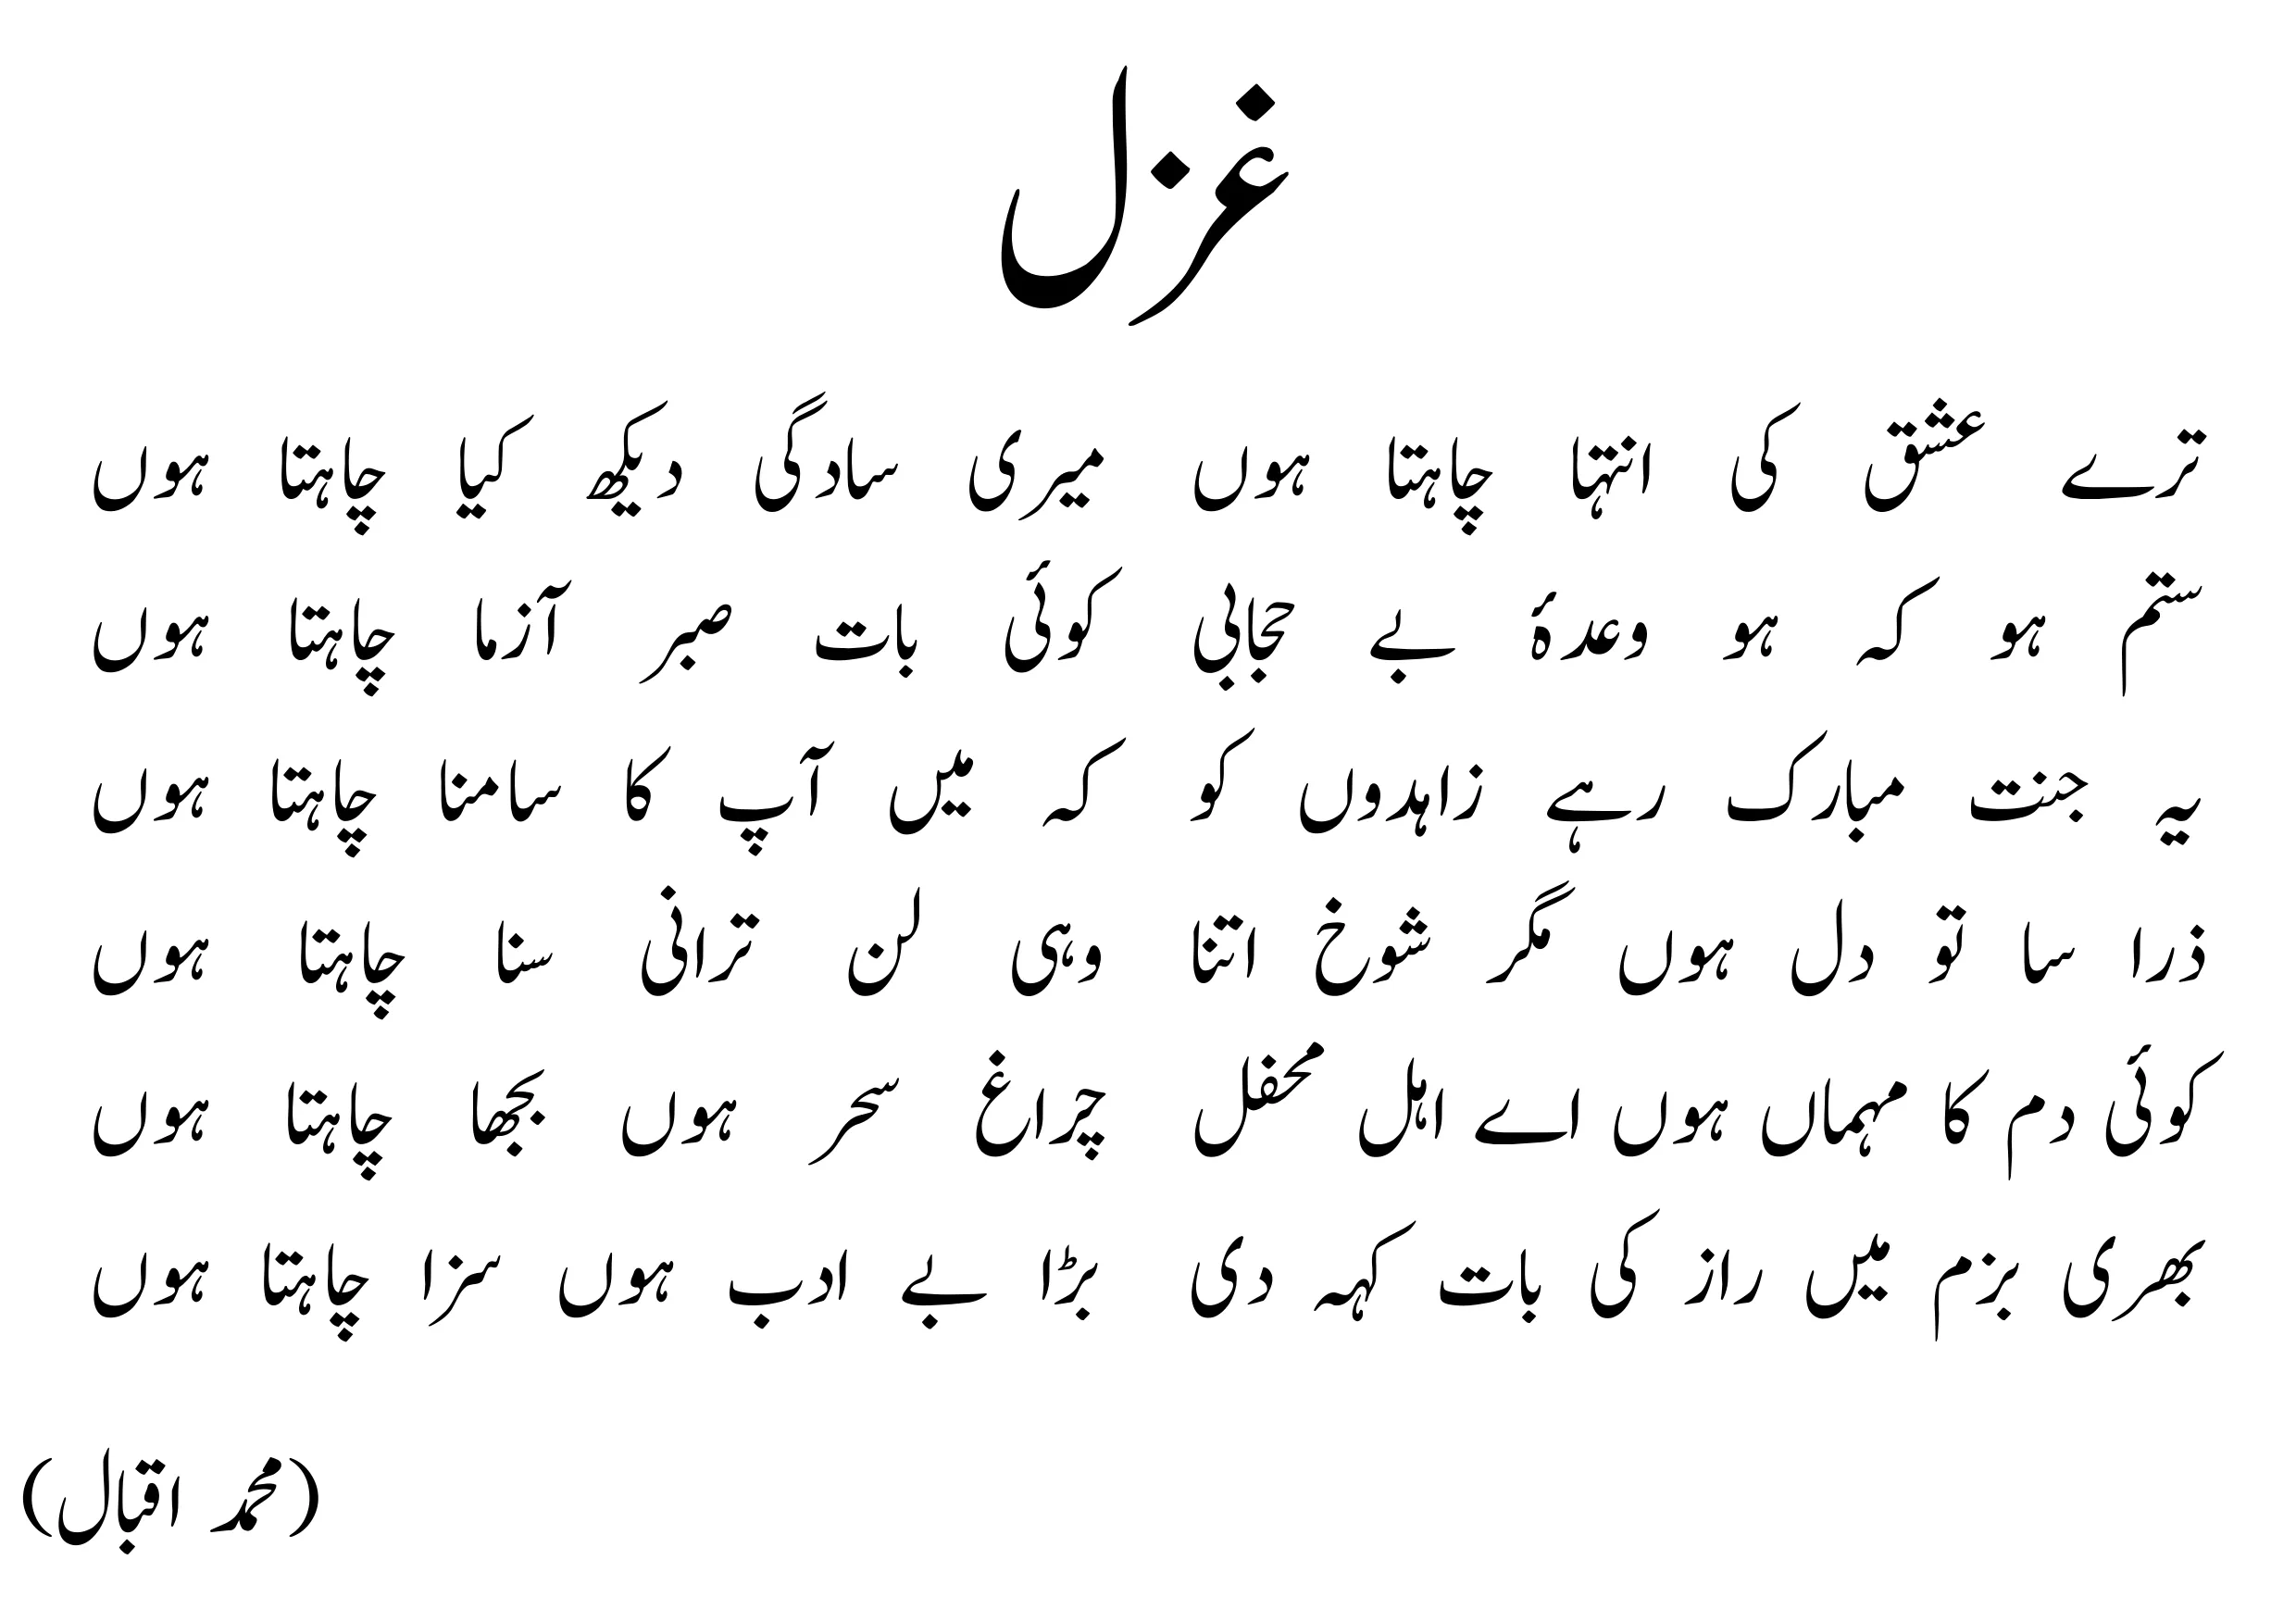 غزل
ترے عشق کی انتہا چاہتا ہوں میری سادگی دیکھ کیا چاہتا ہوں
ستم ہو کہ ہو وعدۂ بے حجابی کوئی بات صبر آزما چاہتا ہوں
یہ جنت مبارک رہے زاہدوں کو کہ میں آپ کا سامنا چاہتا ہوں
ذرا سا تو دل ہوں مگر شوخ اتنا وہی لن ترانی سنا چاہتا ہوں
کوئی دم کا مہماں ہوں اے اہل محفل چراغ سحر ہوں بجھا چاہتا ہوں
بھری بزم میں راز کی بات کہہ دی بڑا بے ادب ہوں سزا چاہتا ہوں
(محمد اقبال)